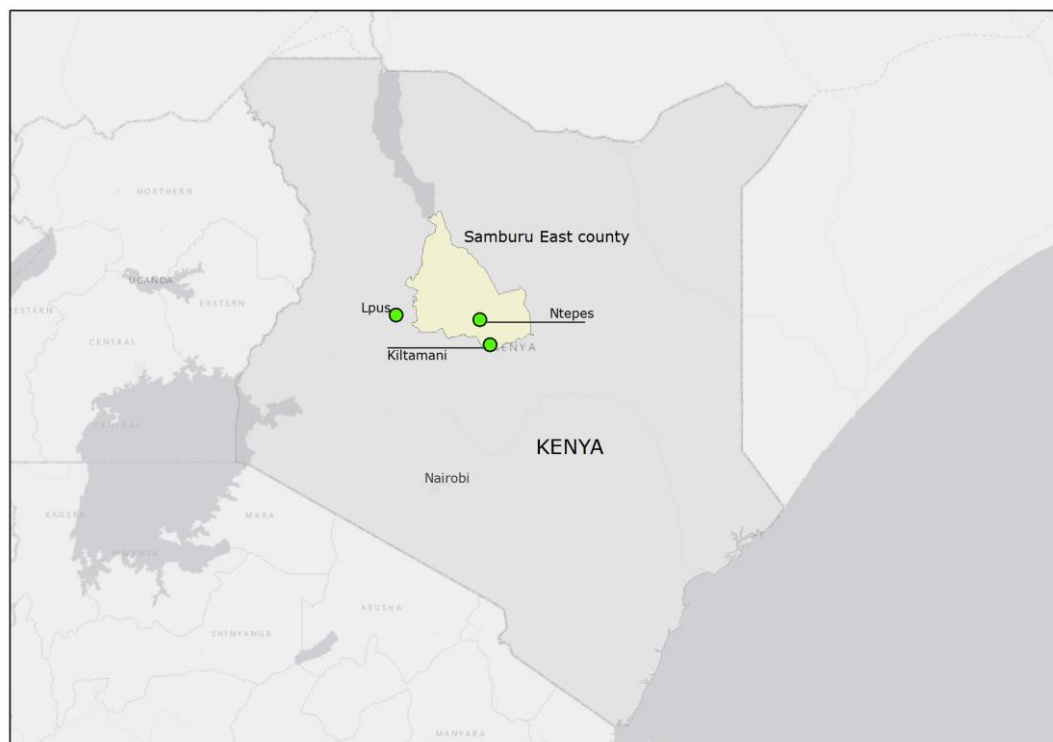 NORTHERN
Samburu East county
UGANDA
EASTERN
Lpus
Ntepes
CENTRAL
Kiltamani
KENYA
CENTRAL
KENYA
Nairobi
KAGERA
MARA
MWANZA
ARUSHA
SHINYANGA
MANYARA